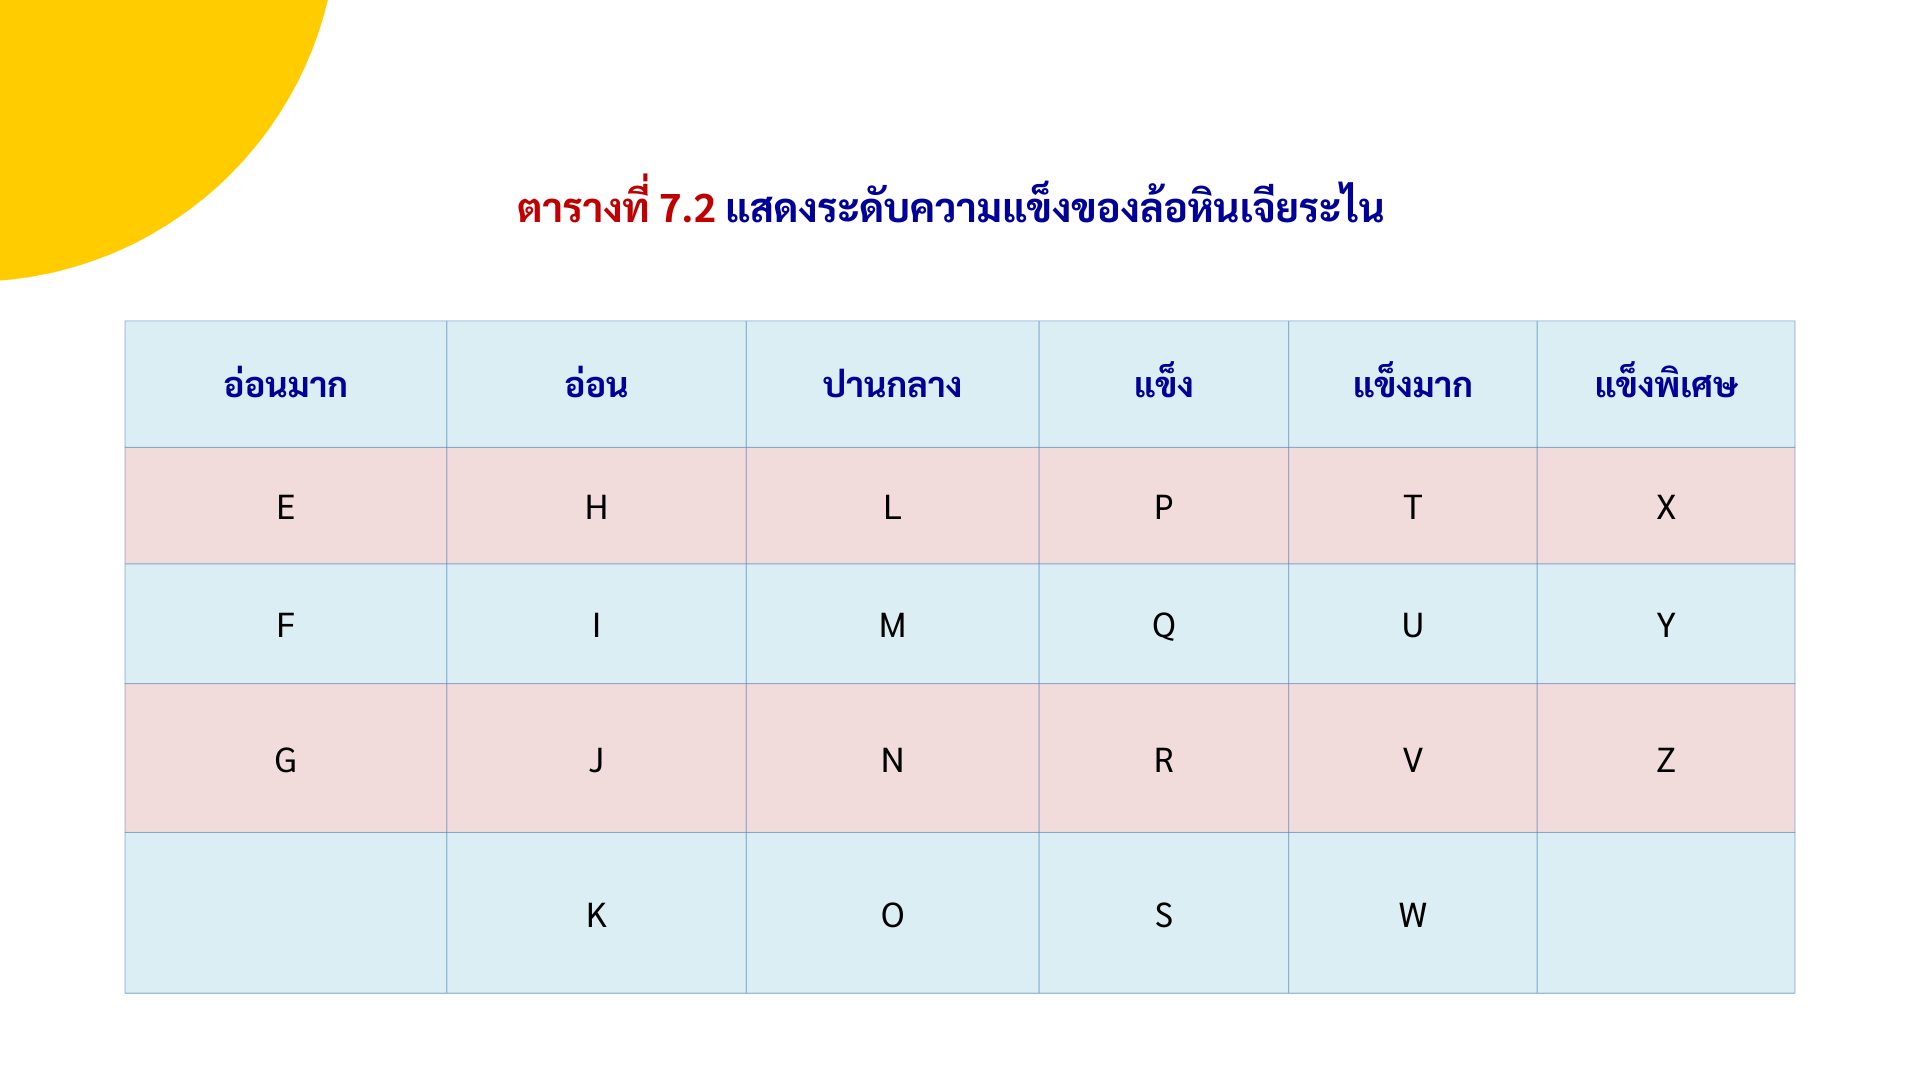 ตารางที่ 7.2 แสดงระดับความแข็งของล้อหินเจียระไน
อ่อนมาก อ่อน ปานกลาง แข็ง แข็งมาก แข็งพิเศษ
E H L P T X
F I M Q U Y
G J N R V Z
K O S W